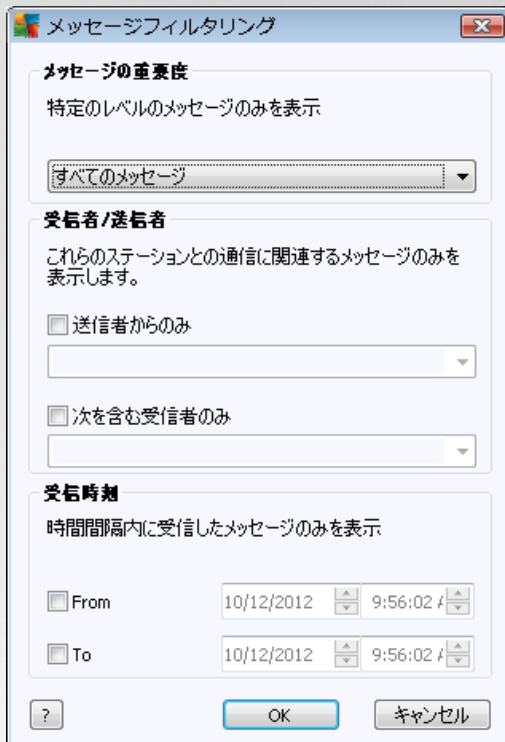 メッセージフィルタリング
メッセージの重要度
特定のレベルのメッセージのみを表示
すべてのメッセージ
受信者/送信者
これらのステーションとの通信に関連するメッセージのみを
表示します。
送信者からのみ
次を含む受信者のみ
受信時刻
時間間隔内に受信したメッセージのみを表示
From 10/12/2012 9:56:02
To 10/12/2012 9:56:02
? OK キャンセル